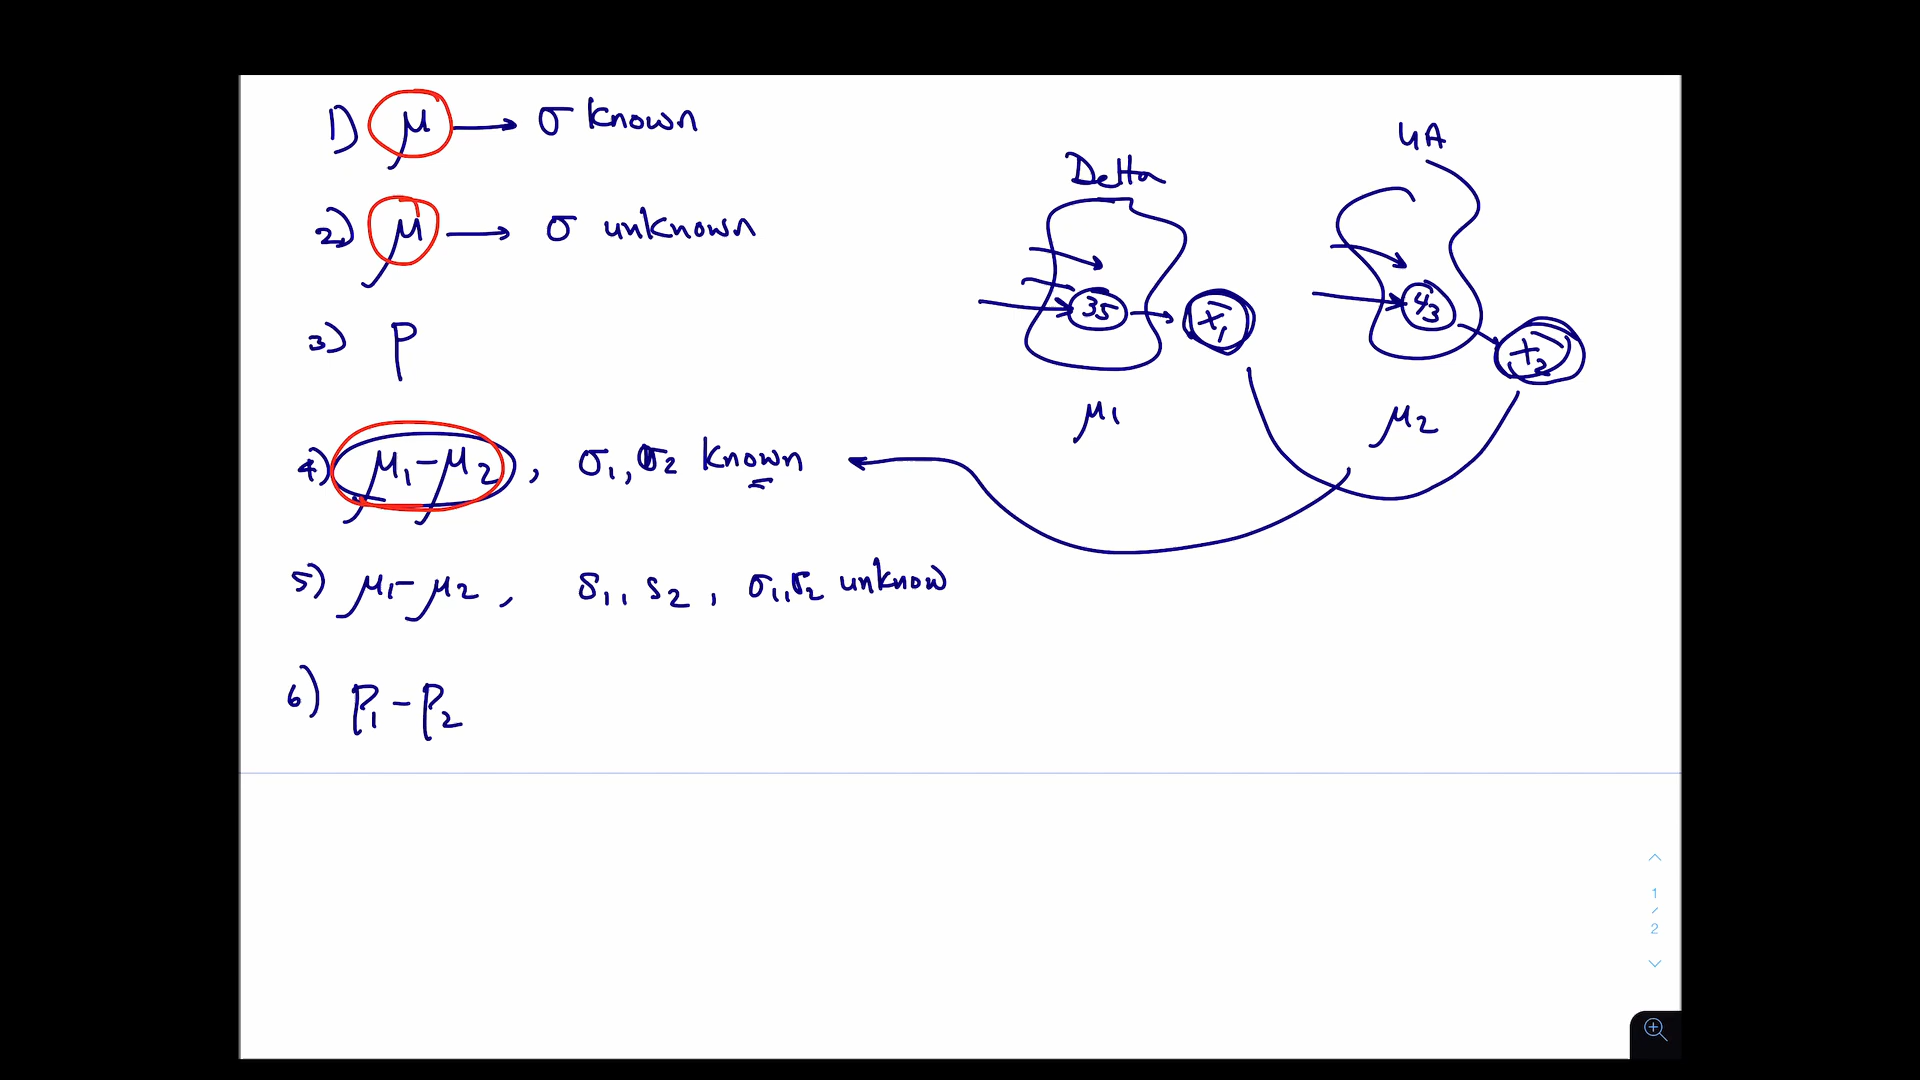 1) μ → σ known
2) μ → σ unknown
3) P
4) μ₁ - μ₂ , σ₁, σ₂ known
5) μ₁ - μ₂ , s₁, s₂ , σ₁, σ₂ unknow
6) P₁ - P₂
Delta
35
x̄₁
μ₁
UA
43
x̄₂
μ₂
1
/
2